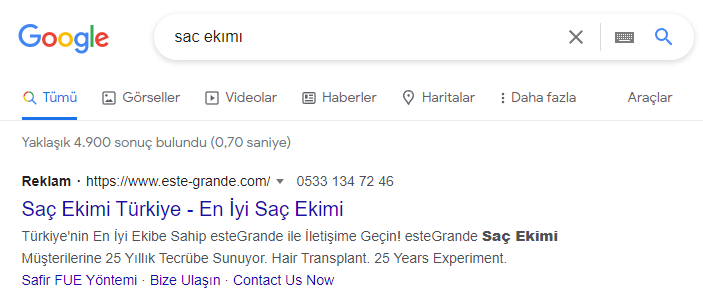 Google
sac ekımı
Tümü Görseller Videolar Haberler Haritalar Daha fazla Araçlar
Yaklaşık 4.900 sonuç bulundu (0,70 saniye)
Reklam · https://www.este-grande.com/ 0533 134 72 46
Saç Ekimi Türkiye - En İyi Saç Ekimi
Türkiye'nin En İyi Ekibe Sahip esteGrande ile İletişime Geçin! esteGrande Saç Ekimi
Müşterilerine 25 Yıllık Tecrübe Sunuyor. Hair Transplant. 25 Years Experiment.
Safir FUE Yöntemi · Bize Ulaşın · Contact Us Now